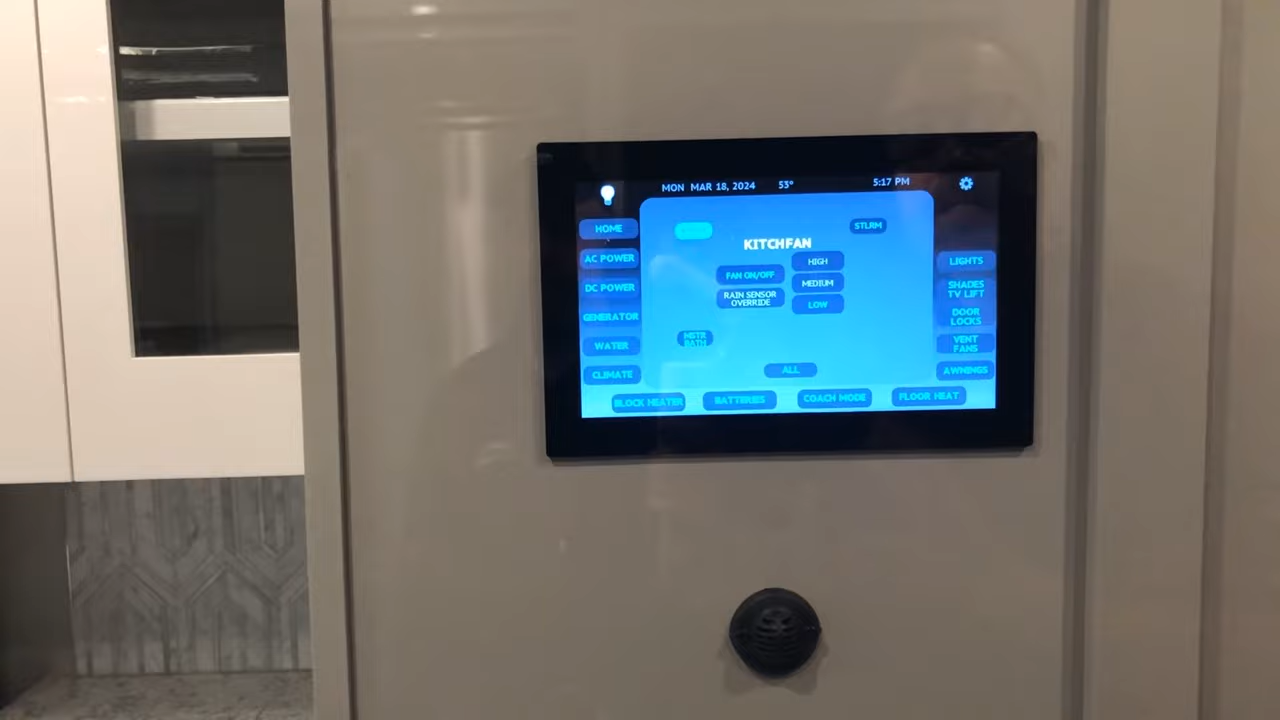 MON MAR 18, 2024 53° 5:17 PM
HOME
AC POWER
DC POWER
GENERATOR
WATER
CLIMATE
STLRM
KITCHFAN
FAN ON/OFF
HIGH
RAIN SENSOR
OVERRIDE
MEDIUM
LOW
MSTR
BATH
ALL
LIGHTS
SHADES
TV LIFT
DOOR
LOCKS
VENT
FANS
AWNINGS
BLOCK HEATER
BATTERIES
COACH MODE
FLOOR HEAT